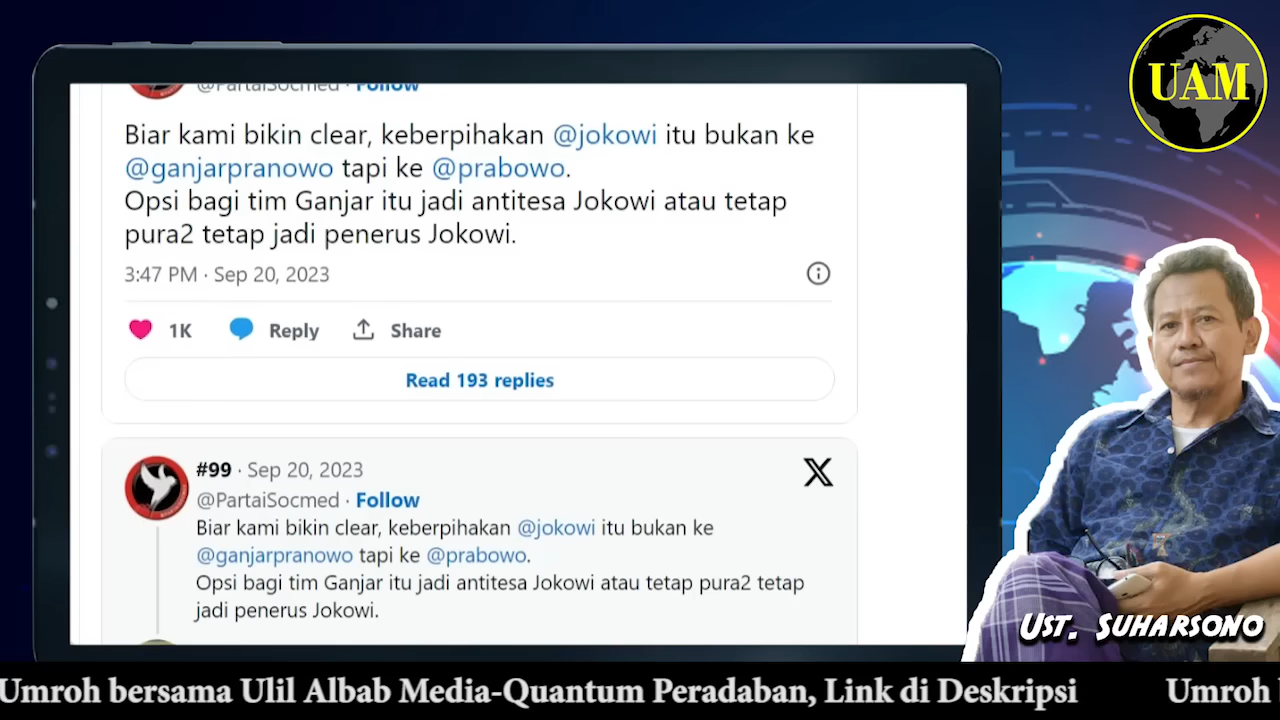 UAM
@PartaiSocmed · Follow
Biar kami bikin clear, keberpihakan @jokowi itu bukan ke
@ganjarpranowo tapi ke @prabowo.
Opsi bagi tim Ganjar itu jadi antitesa Jokowi atau tetap
pura2 tetap jadi penerus Jokowi.
3:47 PM · Sep 20, 2023
1K Reply Share
Read 193 replies
#99 · Sep 20, 2023
@PartaiSocmed · Follow
Biar kami bikin clear, keberpihakan @jokowi itu bukan ke
@ganjarpranowo tapi ke @prabowo.
Opsi bagi tim Ganjar itu jadi antitesa Jokowi atau tetap pura2 tetap
jadi penerus Jokowi.
UST. SUHARSONO
Umroh bersama Ulil Albab Media-Quantum Peradaban, Link di Deskripsi Umroh